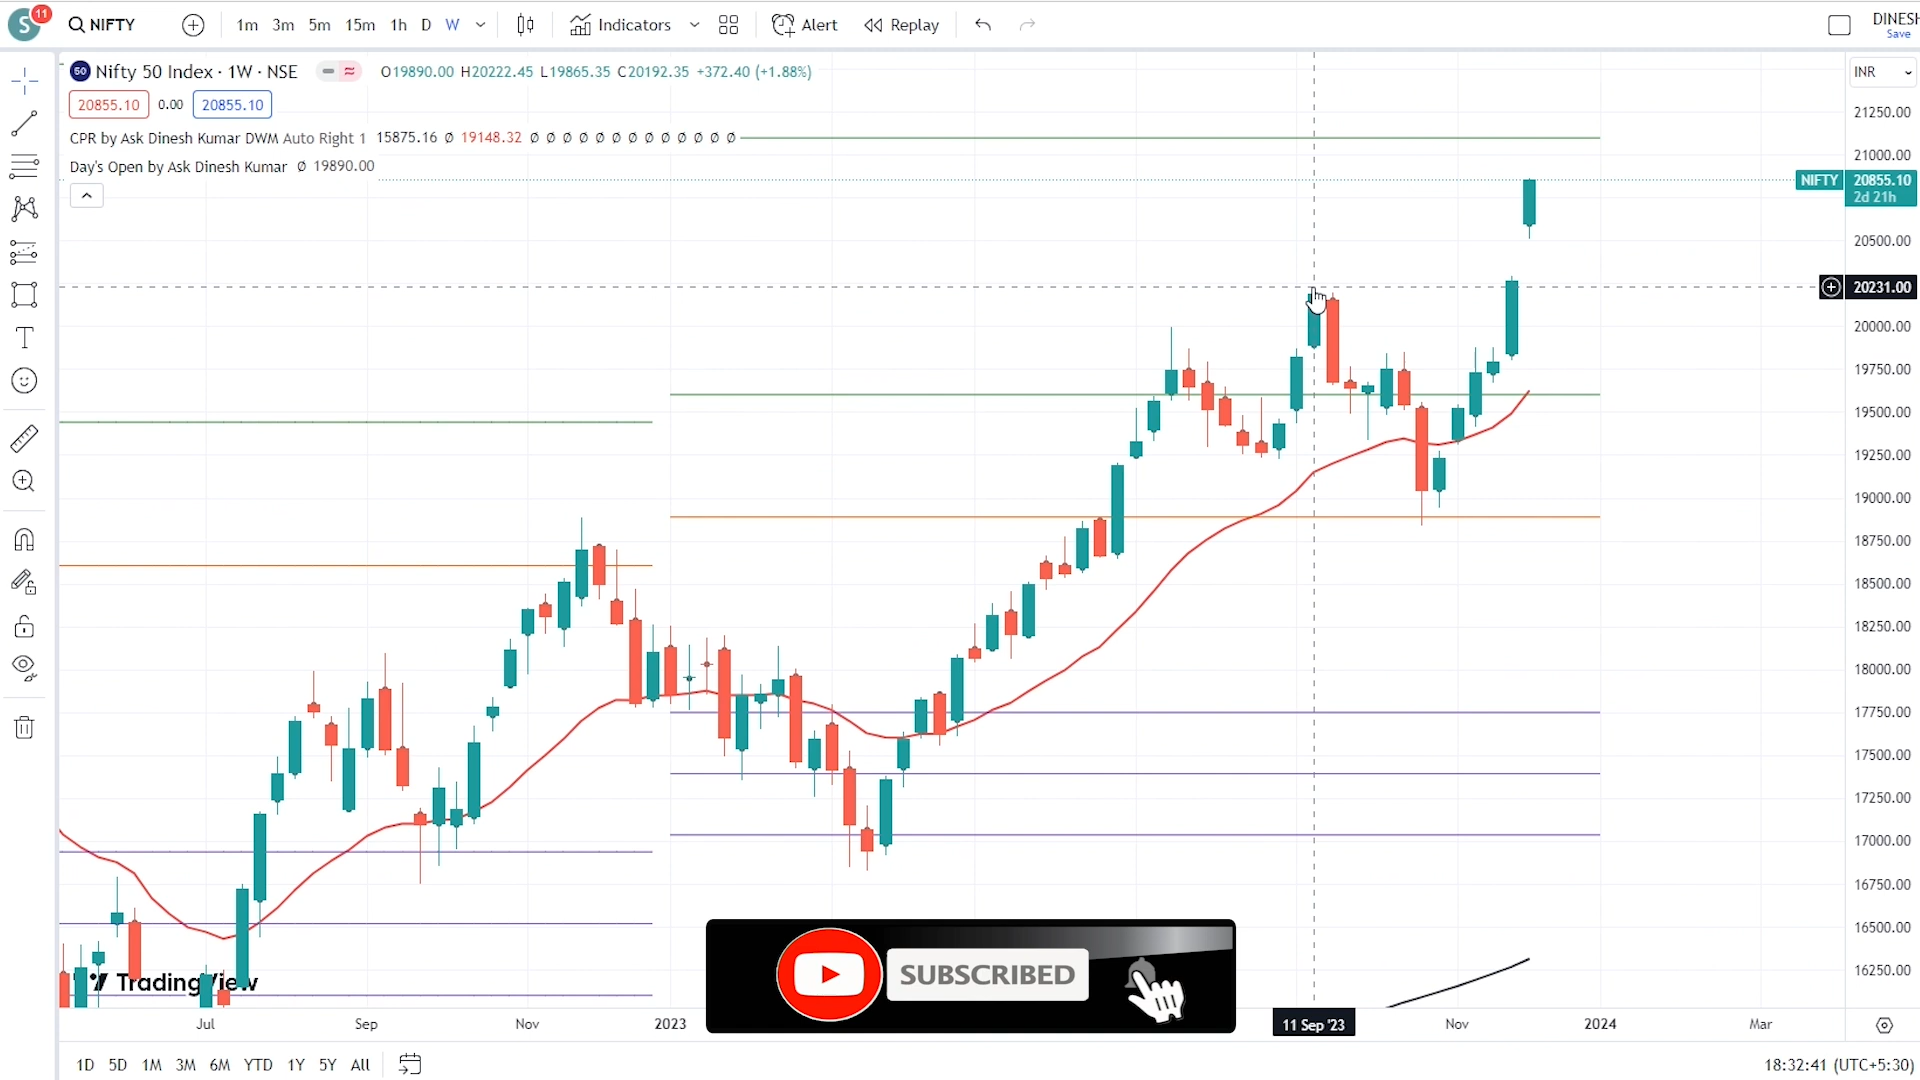 S 11 NIFTY 1m 3m 5m 15m 1h D W Indicators Alert Replay DINESH
Save
50 Nifty 50 Index · 1W · NSE O19890.00 H20222.45 L19865.35 C20192.35 +372.40 (+1.88%) INR
20855.10 0.00 20855.10
CPR by Ask Dinesh Kumar DWM Auto Right 1 15875.16 Ø 19148.32 Ø Ø Ø Ø Ø Ø Ø Ø Ø Ø Ø Ø Ø
Day's Open by Ask Dinesh Kumar Ø 19890.00
21250.00
21000.00
NIFTY 20855.10
2d 21h
20500.00
20231.00
20000.00
19750.00
19500.00
19250.00
19000.00
18750.00
18500.00
18250.00
18000.00
17750.00
17500.00
17250.00
17000.00
16750.00
16500.00
16250.00
TradingView
SUBSCRIBED
Jul Sep Nov 2023 11 Sep '23 Nov 2024 Mar
1D 5D 1M 3M 6M YTD 1Y 5Y All 18:32:41 (UTC+5:30)